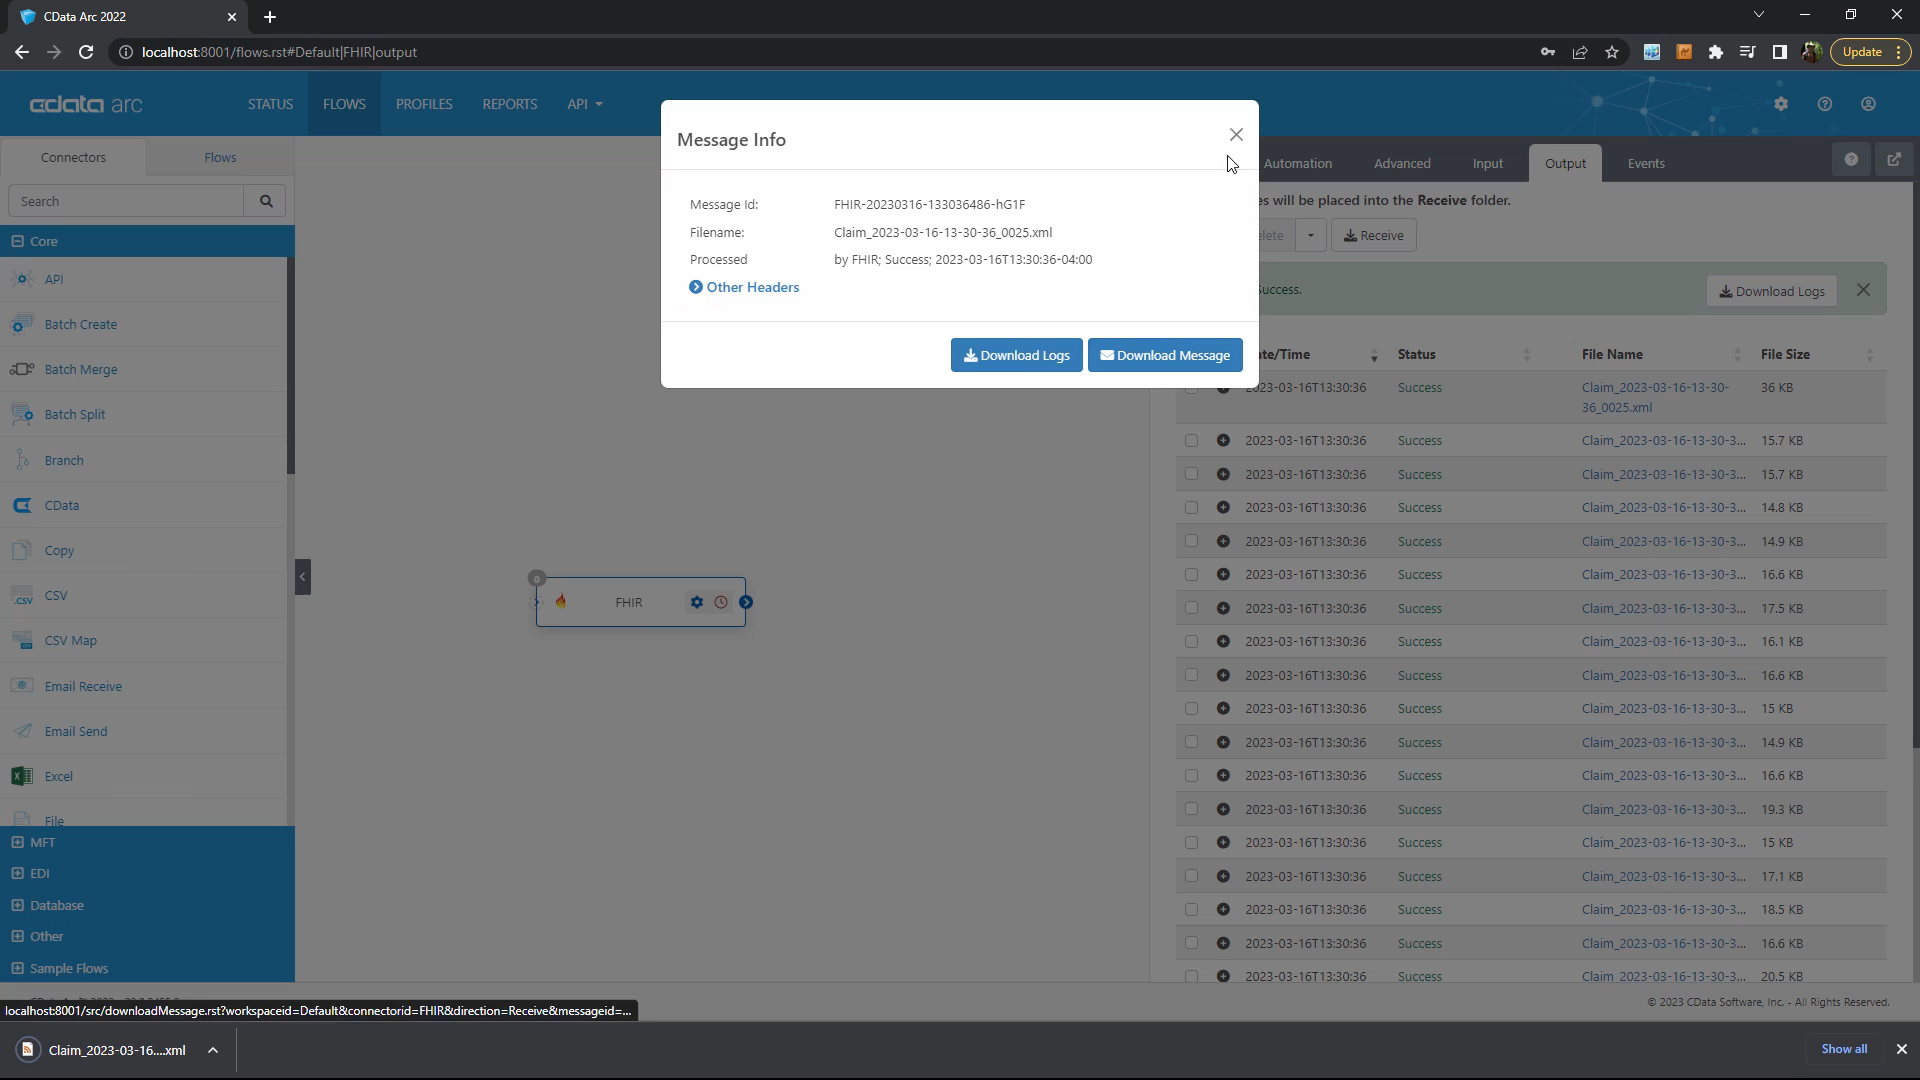 CData Arc 2022
localhost:8001/flows.rst#Default|FHIR|output
Update
cdata arc
STATUS
FLOWS
PROFILES
REPORTS
API
Connectors
Flows
Search
Core
API
Batch Create
Batch Merge
Batch Split
Branch
CData
Copy
.CSV
CSV
CSV Map
Email Receive
Email Send
Excel
File
MFT
EDI
Database
Other
Sample Flows
FHIR
Message Info
Message Id:
FHIR-20230316-133036486-hG1F
Filename:
Claim_2023-03-16-13-30-36_0025.xml
Processed
by FHIR; Success; 2023-03-16T13:30:36-04:00
Other Headers
Download Logs
Download Message
Automation
Advanced
Input
Output
Events
es will be placed into the Receive folder.
elete
Receive
Success.
Download Logs
ate/Time
Status
File Name
File Size
2023-03-16T13:30:36 Success Claim_2023-03-16-13-30- 36 KB
36_0025.xml
2023-03-16T13:30:36 Success Claim_2023-03-16-13-30-3... 15.7 KB
2023-03-16T13:30:36 Success Claim_2023-03-16-13-30-3... 15.7 KB
2023-03-16T13:30:36 Success Claim_2023-03-16-13-30-3... 14.8 KB
2023-03-16T13:30:36 Success Claim_2023-03-16-13-30-3... 14.9 KB
2023-03-16T13:30:36 Success Claim_2023-03-16-13-30-3... 16.6 KB
2023-03-16T13:30:36 Success Claim_2023-03-16-13-30-3... 17.5 KB
2023-03-16T13:30:36 Success Claim_2023-03-16-13-30-3... 16.1 KB
2023-03-16T13:30:36 Success Claim_2023-03-16-13-30-3... 16.6 KB
2023-03-16T13:30:36 Success Claim_2023-03-16-13-30-3... 15 KB
2023-03-16T13:30:36 Success Claim_2023-03-16-13-30-3... 14.9 KB
2023-03-16T13:30:36 Success Claim_2023-03-16-13-30-3... 16.6 KB
2023-03-16T13:30:36 Success Claim_2023-03-16-13-30-3... 19.3 KB
2023-03-16T13:30:36 Success Claim_2023-03-16-13-30-3... 15 KB
2023-03-16T13:30:36 Success Claim_2023-03-16-13-30-3... 17.1 KB
2023-03-16T13:30:36 Success Claim_2023-03-16-13-30-3... 18.5 KB
2023-03-16T13:30:36 Success Claim_2023-03-16-13-30-3... 16.6 KB
2023-03-16T13:30:36 Success Claim_2023-03-16-13-30-3... 20.5 KB
© 2023 CData Software, Inc. - All Rights Reserved.
localhost:8001/src/downloadMessage.rst?workspaceid=Default&connectorid=FHIR&direction=Receive&messageid=...
Claim_2023-03-16....xml
Show all